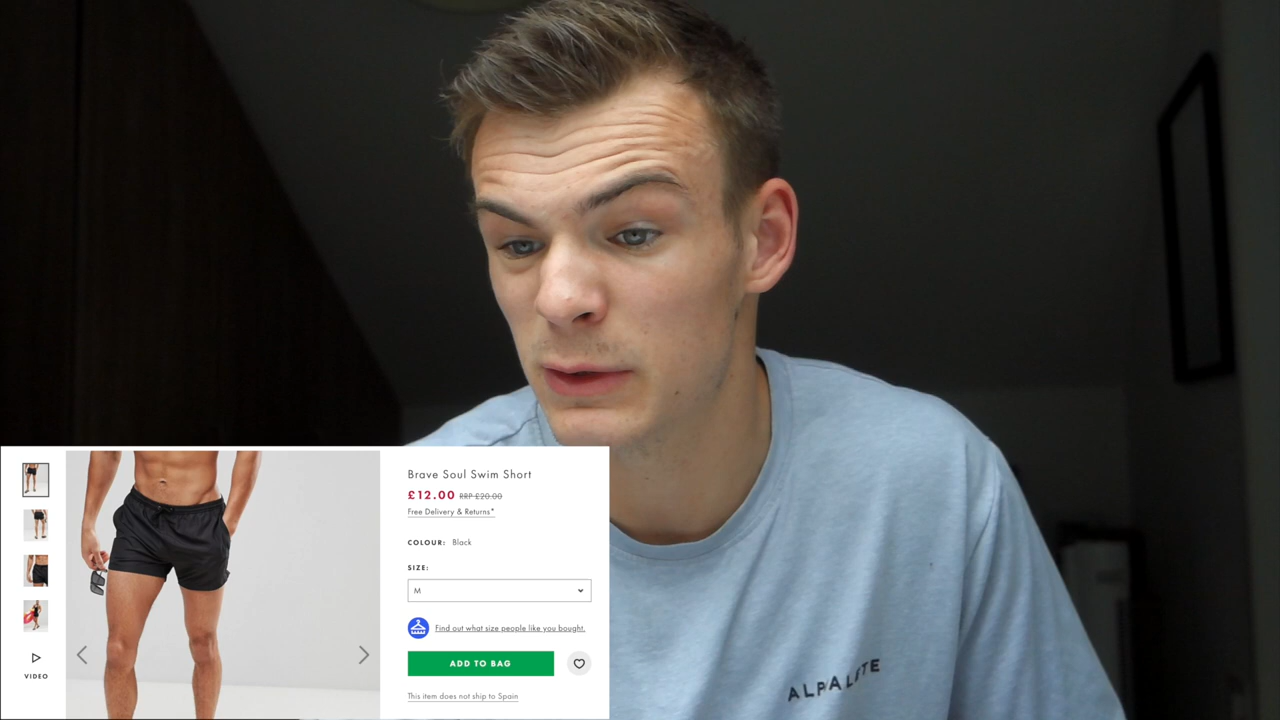 Brave Soul Swim Short
£12.00 RRP £20.00
Free Delivery & Returns*
COLOUR: Black
SIZE:
M
Find out what size people like you bought.
ADD TO BAG
VIDEO
This item does not ship to Spain
ALPHALETE